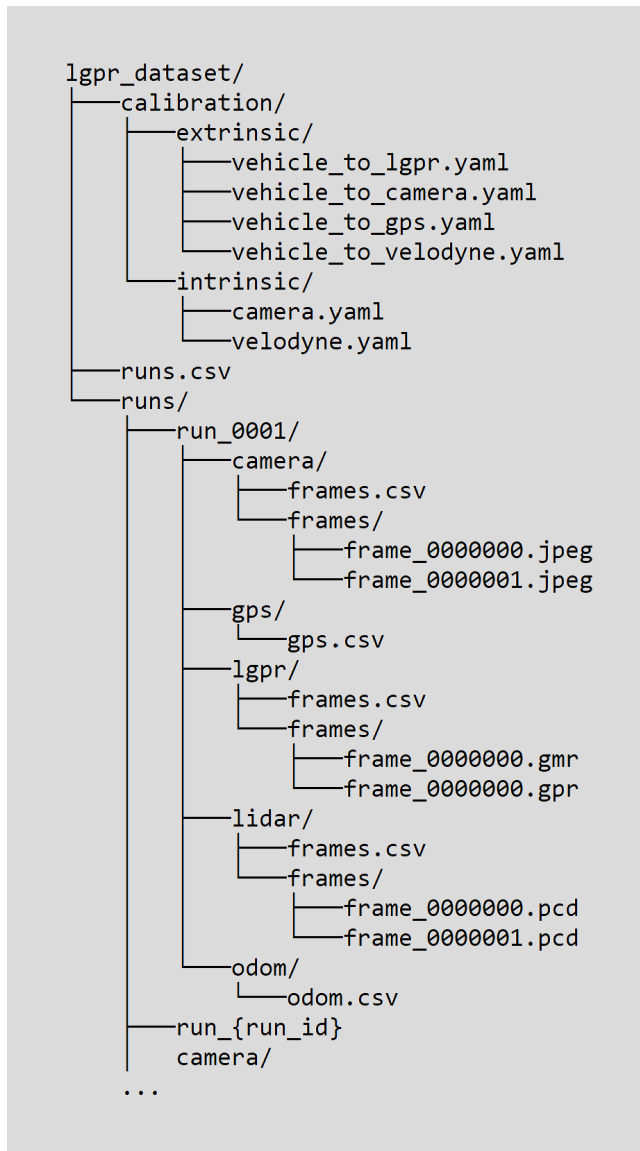 lgpr_dataset/
calibration/
extrinsic/
vehicle_to_lgpr.yaml
vehicle_to_camera.yaml
vehicle_to_gps.yaml
vehicle_to_velodyne.yaml
intrinsic/
camera.yaml
velodyne.yaml
runs.csv
runs/
run_0001/
camera/
frames.csv
frames/
frame_0000000.jpeg
frame_0000001.jpeg
gps/
gps.csv
lgpr/
frames.csv
frames/
frame_0000000.gmr
frame_0000000.gpr
lidar/
frames.csv
frames/
frame_0000000.pcd
frame_0000001.pcd
odom/
odom.csv
run_{run_id}
camera/
...